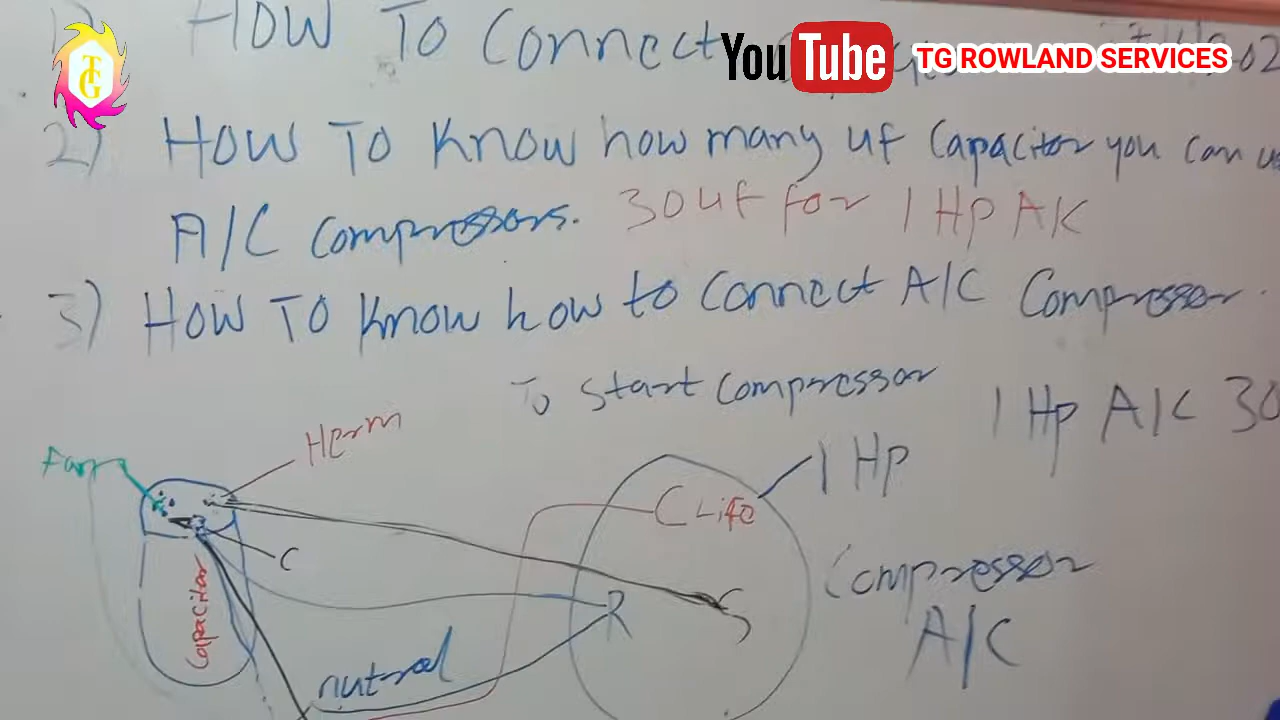 1) HOW TO Connect
YouTube TG ROWLAND SERVICES
TG
2) HOW TO Know how many uf Capacitor you can
A/C Compressors. 30uf for 1 Hp A/C
3) HOW TO Know how to Connect A/C Compressor.
To Start Compressor
1 Hp A/C 30
Fan
Herm
1 HP
C Life
C
Compressor
A/C
Capacitor
R
S
nutral